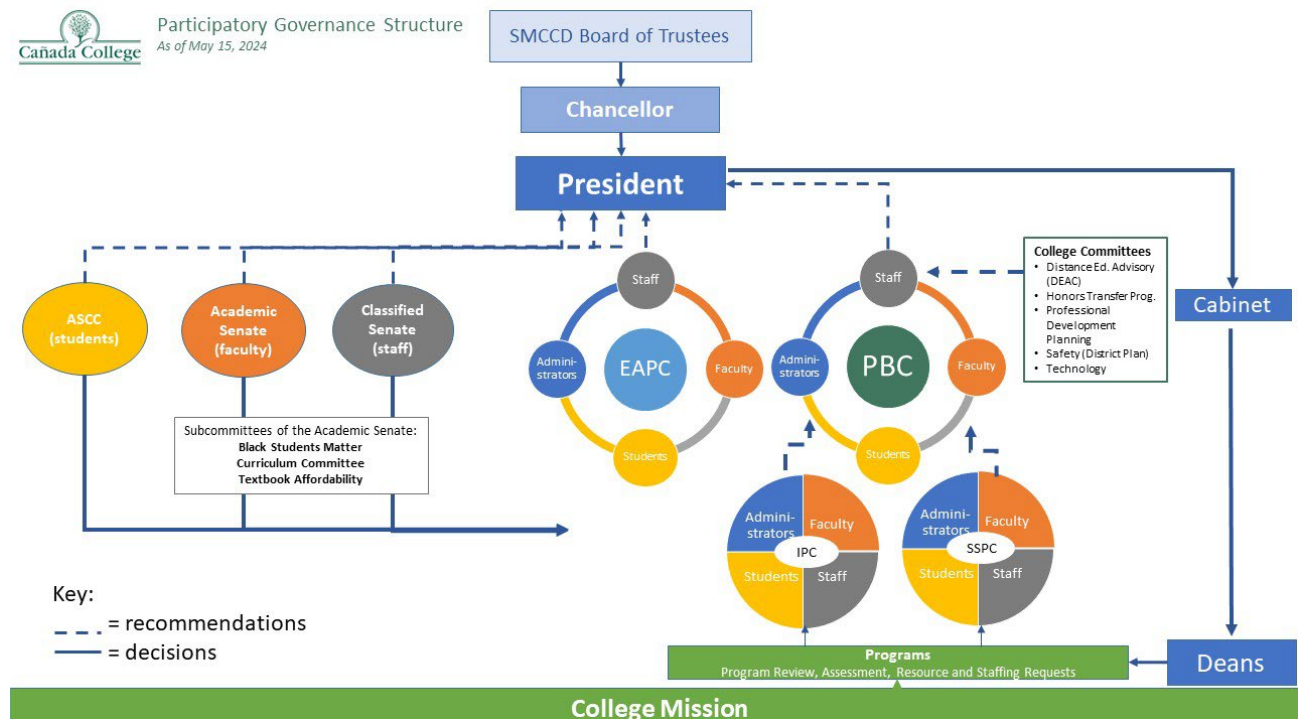 Cañada College
Participatory Governance Structure
As of May 15, 2024
SMCCD Board of Trustees
Chancellor
President
ASCC
(students)
Academic
Senate
(faculty)
Classified
Senate
(staff)
Subcommittees of the Academic Senate:
Black Students Matter
Curriculum Committee
Textbook Affordability
Staff
Admini-
strators
EAPC
Faculty
Students
Staff
Admini-
strators
PBC
Faculty
Students
College Committees
• Distance Ed. Advisory
(DEAC)
• Honors Transfer Prog.
• Professional
Development
Planning
• Safety (District Plan)
• Technology
Cabinet
Admini-
strators
Faculty
IPC
Students
Staff
Admini-
strators
Faculty
SSPC
Students
Staff
Key:
= recommendations
= decisions
Programs
Program Review, Assessment, Resource and Staffing Requests
Deans
College Mission